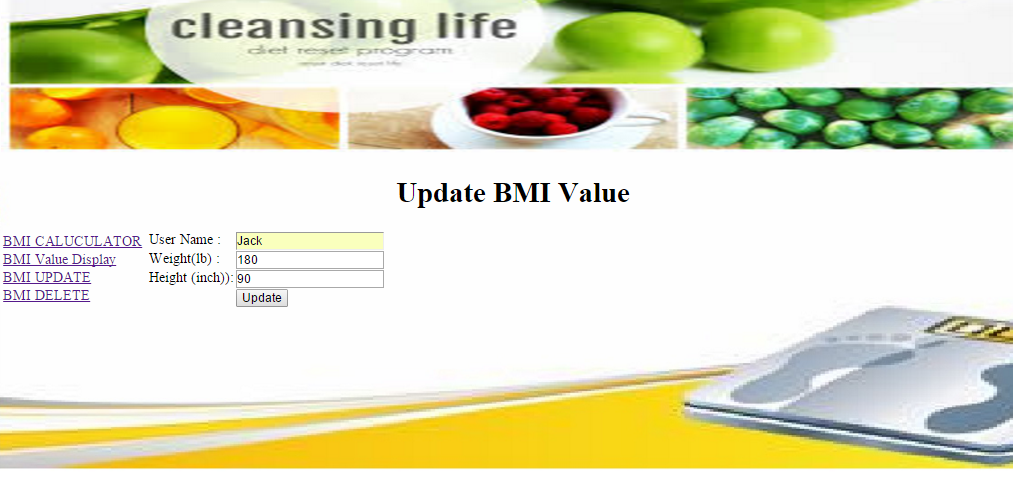 cleansing life
diet reset program
Update BMI Value
BMI CALUCULATOR
BMI Value Display
BMI UPDATE
BMI DELETE
User Name : Jack
Weight(lb) : 180
Height (inch)): 90
Update